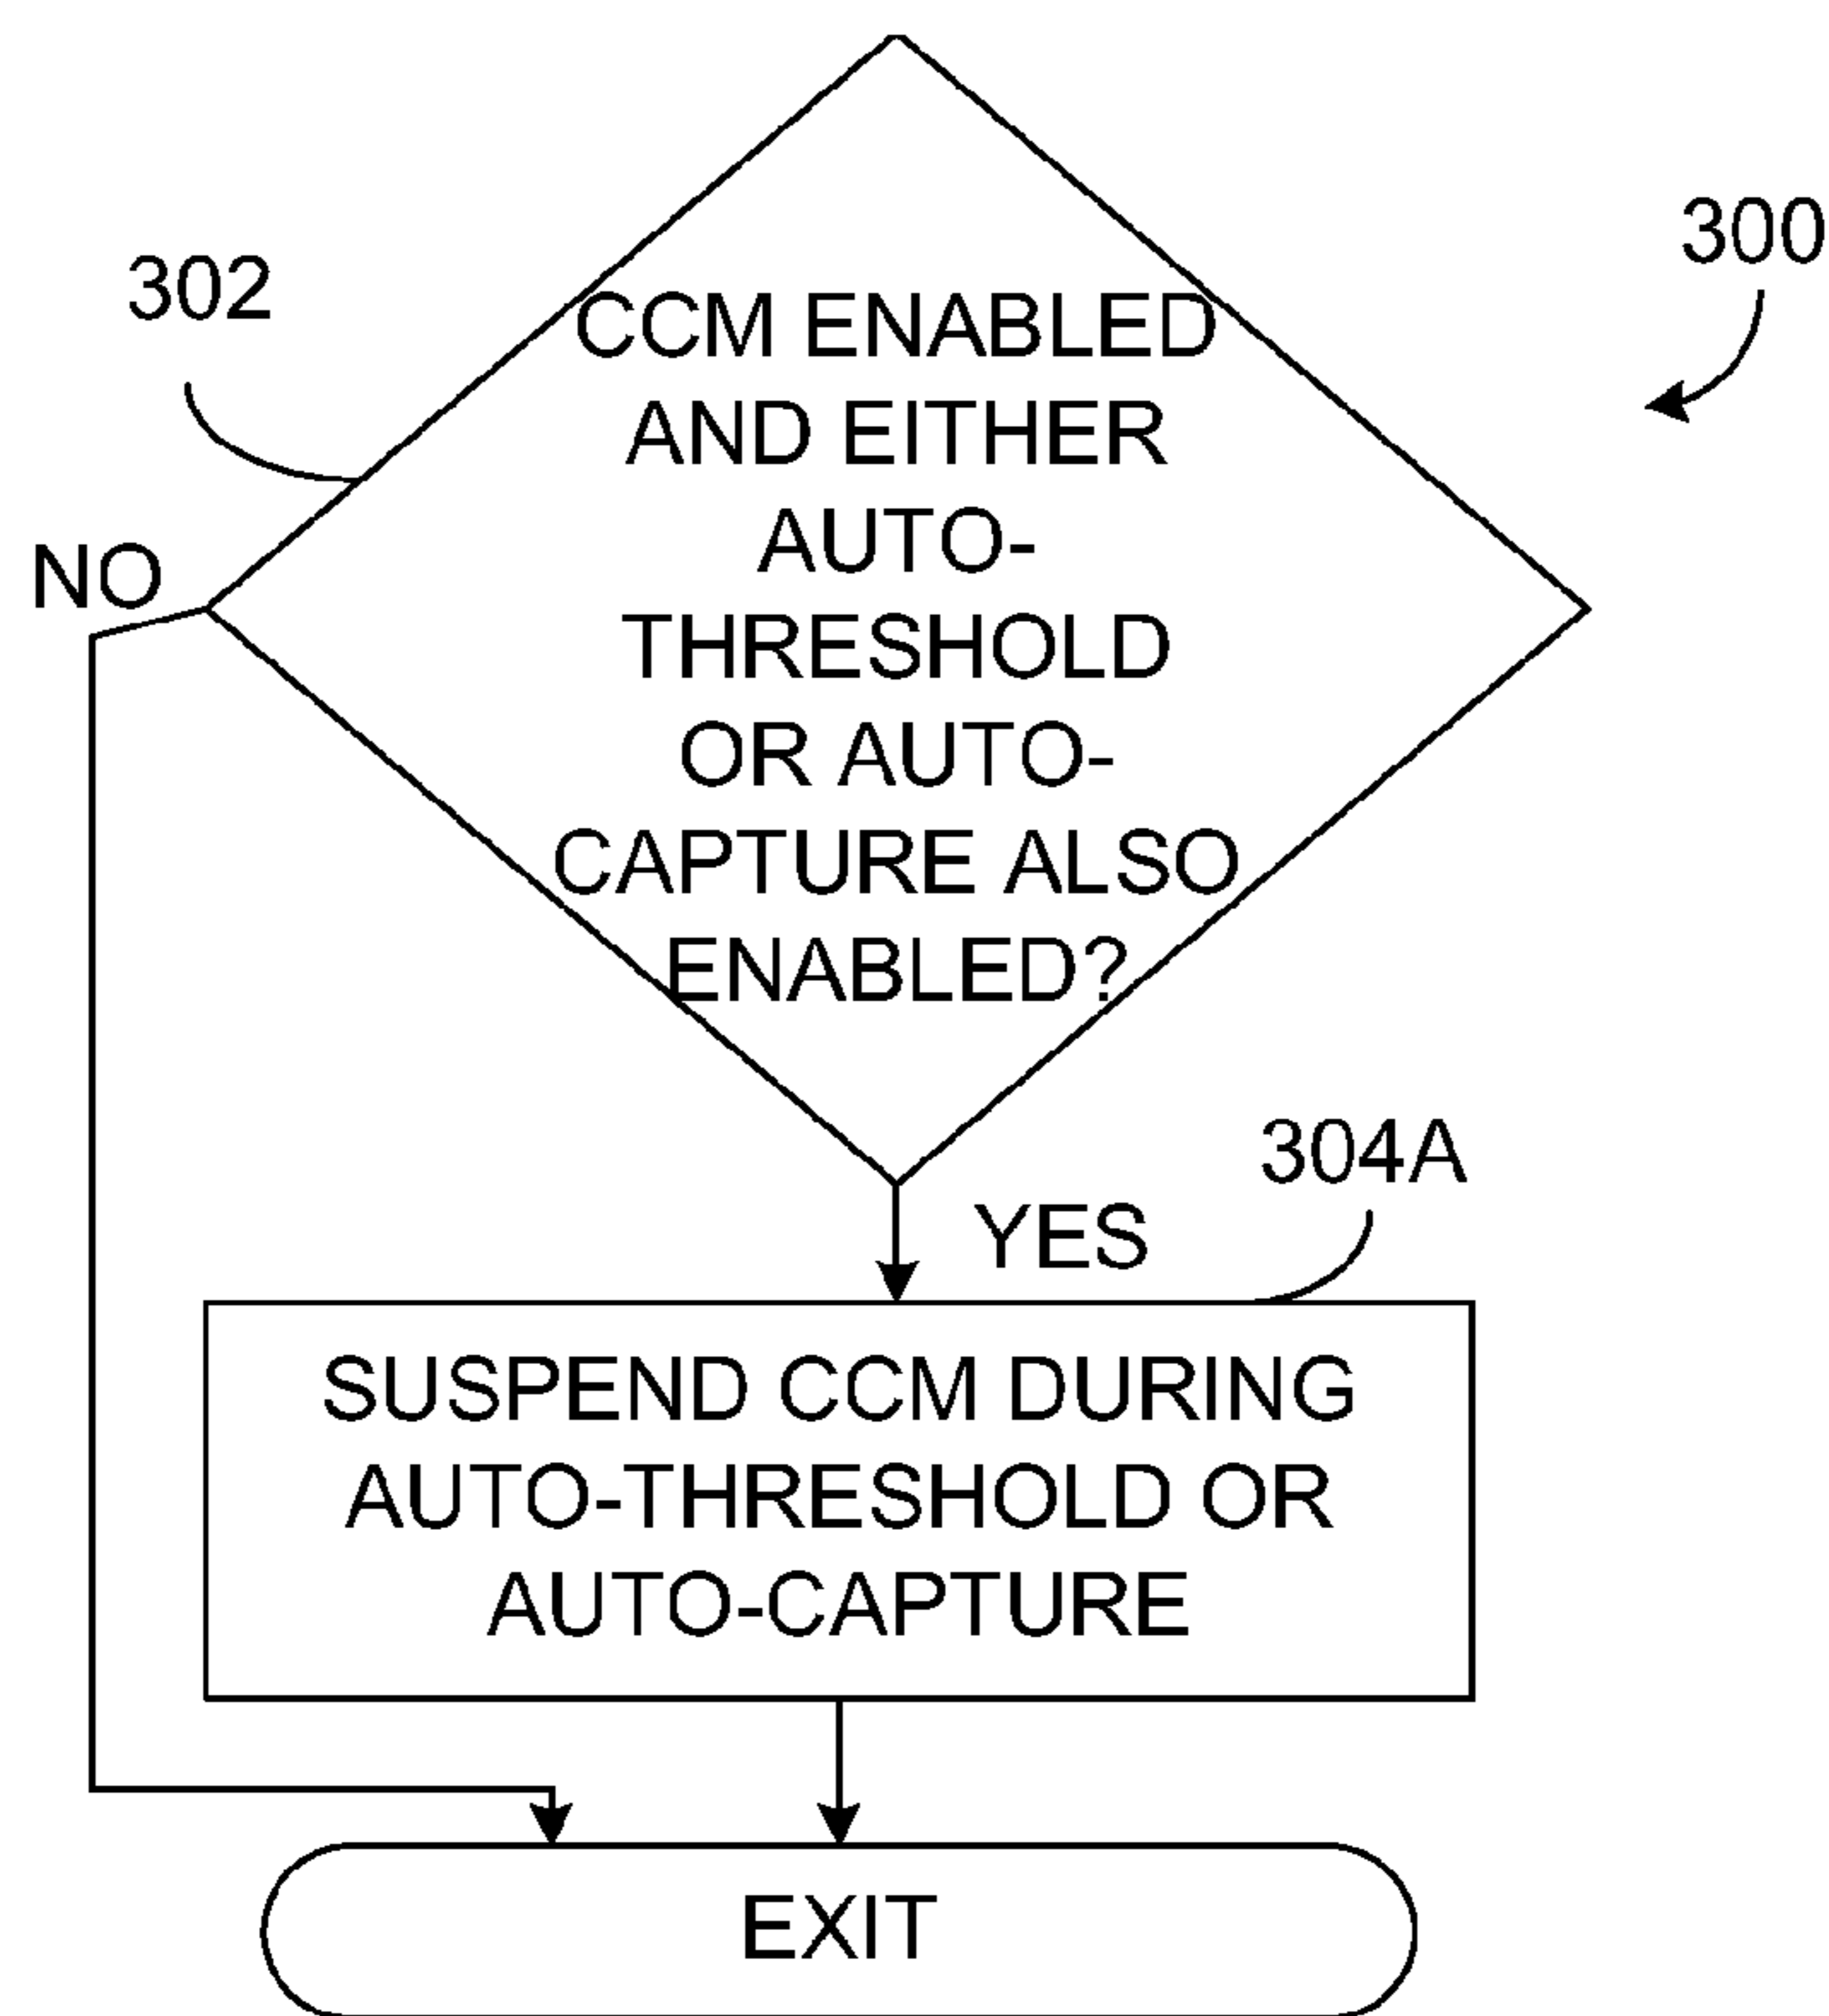 300
302
CCM ENABLED
AND EITHER
AUTO-
THRESHOLD
OR AUTO-
CAPTURE ALSO
ENABLED?
NO
304A
YES
SUSPEND CCM DURING
AUTO-THRESHOLD OR
AUTO-CAPTURE
EXIT